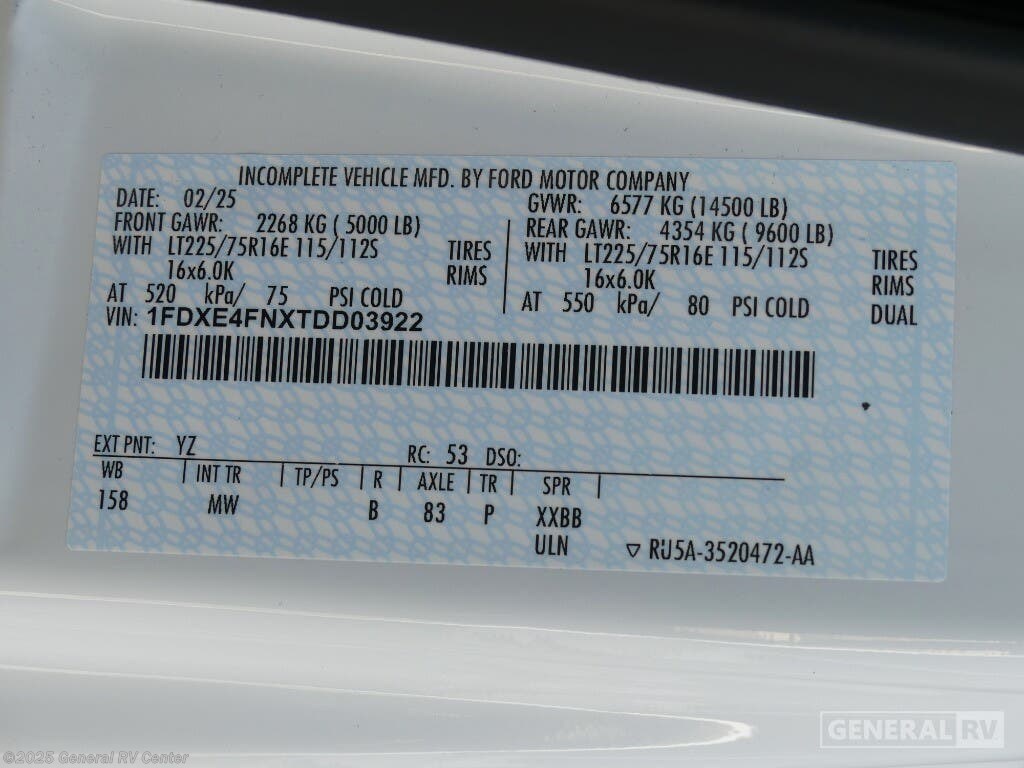 INCOMPLETE VEHICLE MFD. BY FORD MOTOR COMPANY
DATE: 02/25 GVWR: 6577 KG (14500 LB)
FRONT GAWR: 2268 KG ( 5000 LB) REAR GAWR: 4354 KG ( 9600 LB)
WITH LT225/75R16E 115/112S TIRES WITH LT225/75R16E 115/112S TIRES
16x6.0K RIMS 16x6.0K RIMS
AT 520 kPa/ 75 PSI COLD AT 550 kPa/ 80 PSI COLD DUAL
VIN: 1FDXE4FNXTDD03922
EXT PNT: YZ RC: 53 DSO:
WB INT TR TP/PS R AXLE TR SPR
158 MW B 83 P XXBB
ULN RU5A-3520472-AA
GENERAL RV
©2025 General RV Center